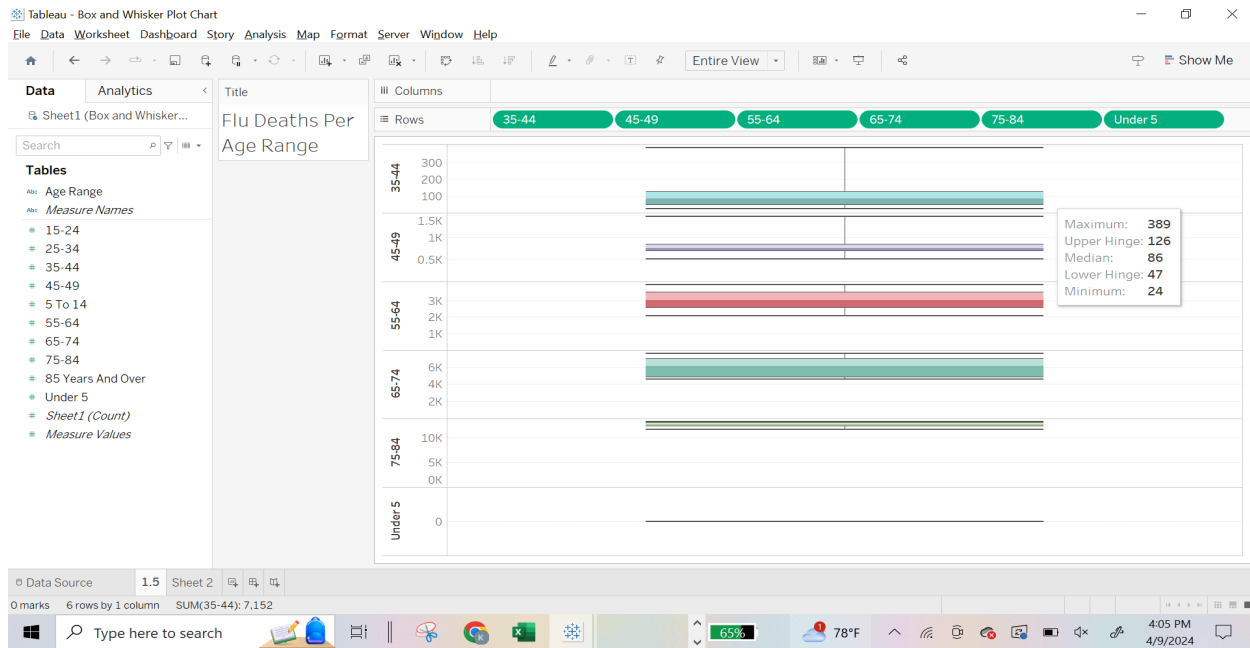 Tableau - Box and Whisker Plot Chart
File Data Worksheet Dashboard Story Analysis Map Format Server Window Help
Entire View
Show Me
Data Analytics
Sheet1 (Box and Whisker...
Search
Tables
Abc Age Range
Abc Measure Names
# 15-24
# 25-34
# 35-44
# 45-49
# 5 To 14
# 55-64
# 65-74
# 75-84
# 85 Years And Over
# Under 5
# Sheet1 (Count)
# Measure Values
Title
Flu Deaths Per
Age Range
Columns
Rows 35-44 45-49 55-64 65-74 75-84 Under 5
35-44
300
200
100
45-49
1.5K
1K
0.5K
55-64
3K
2K
1K
65-74
6K
4K
2K
75-84
10K
5K
0K
Under 5
0
Maximum: 389
Upper Hinge: 126
Median: 86
Lower Hinge: 47
Minimum: 24
Data Source 1.5 Sheet 2
0 marks 6 rows by 1 column SUM(35-44): 7,152
Type here to search
K
65%
1
78°F
4:05 PM
4/9/2024